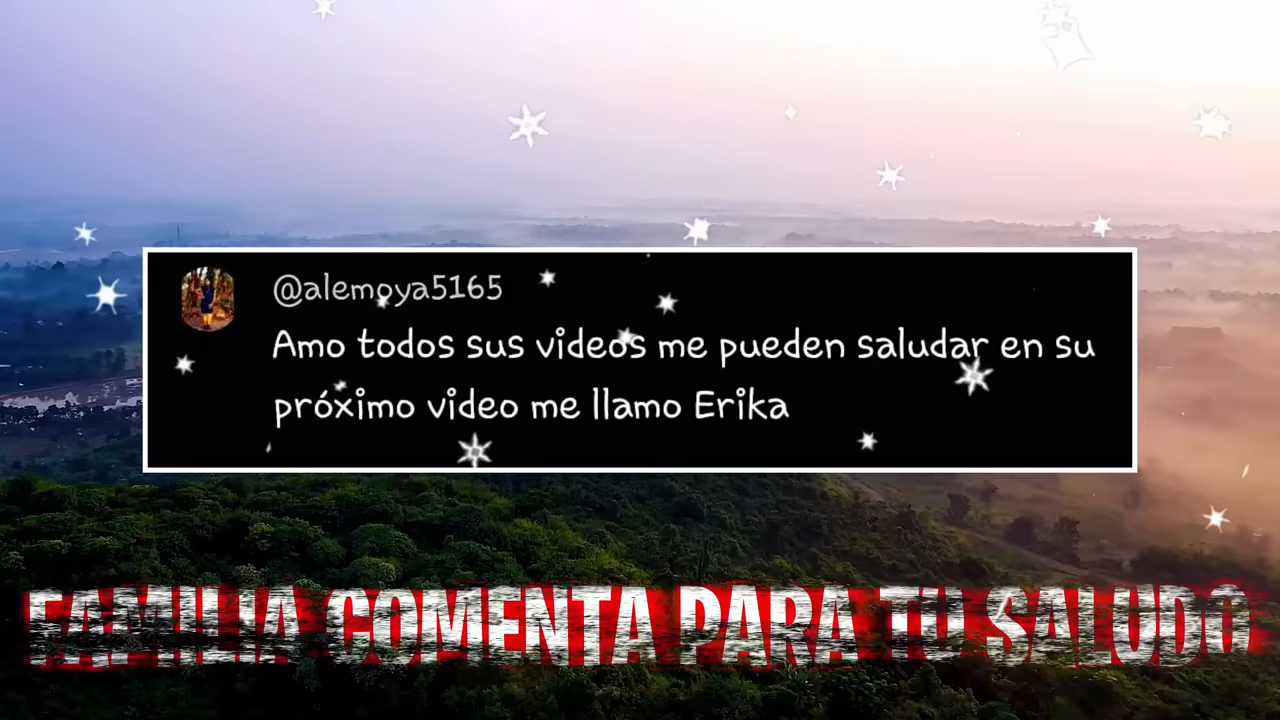 @alemoya5165
Amo todos sus videos me pueden saludar en su
próximo video me llamo Erika
FAMILIA COMENTA PARA TU SALUDO